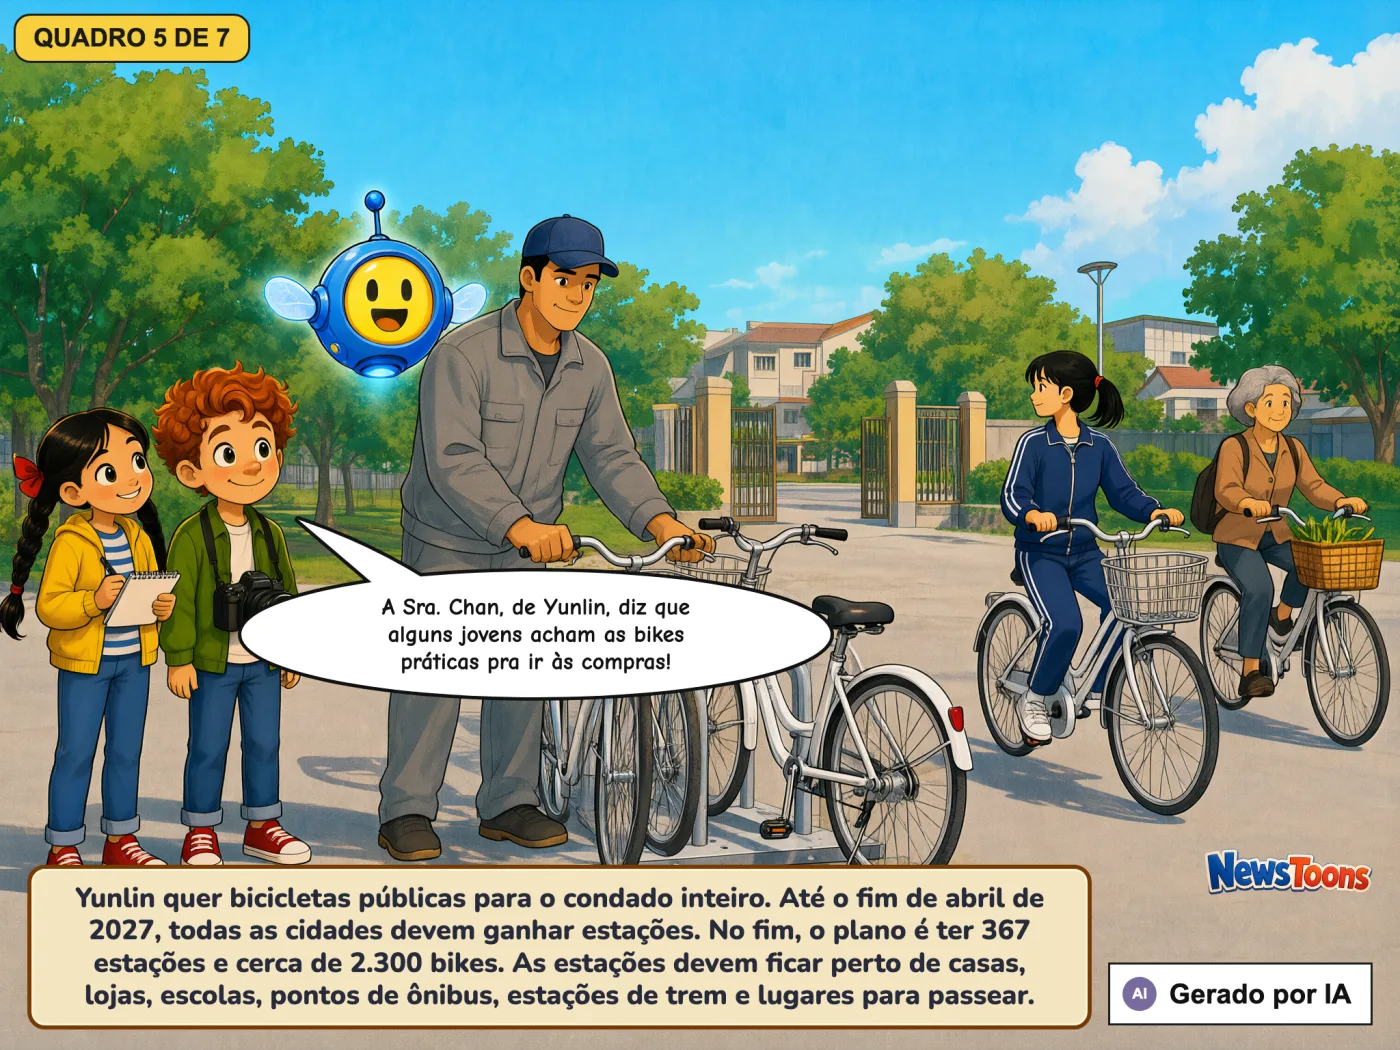 QUADRO 5 DE 7
A Sra. Chan, de Yunlin, diz que
alguns jovens acham as bikes
práticas pra ir às compras!
Yunlin quer bicicletas públicas para o condado inteiro. Até o fim de abril de
2027, todas as cidades devem ganhar estações. No fim, o plano é ter 367
estações e cerca de 2.300 bikes. As estações devem ficar perto de casas,
lojas, escolas, pontos de ônibus, estações de trem e lugares para passear.
NewsToons
AI Gerado por IA